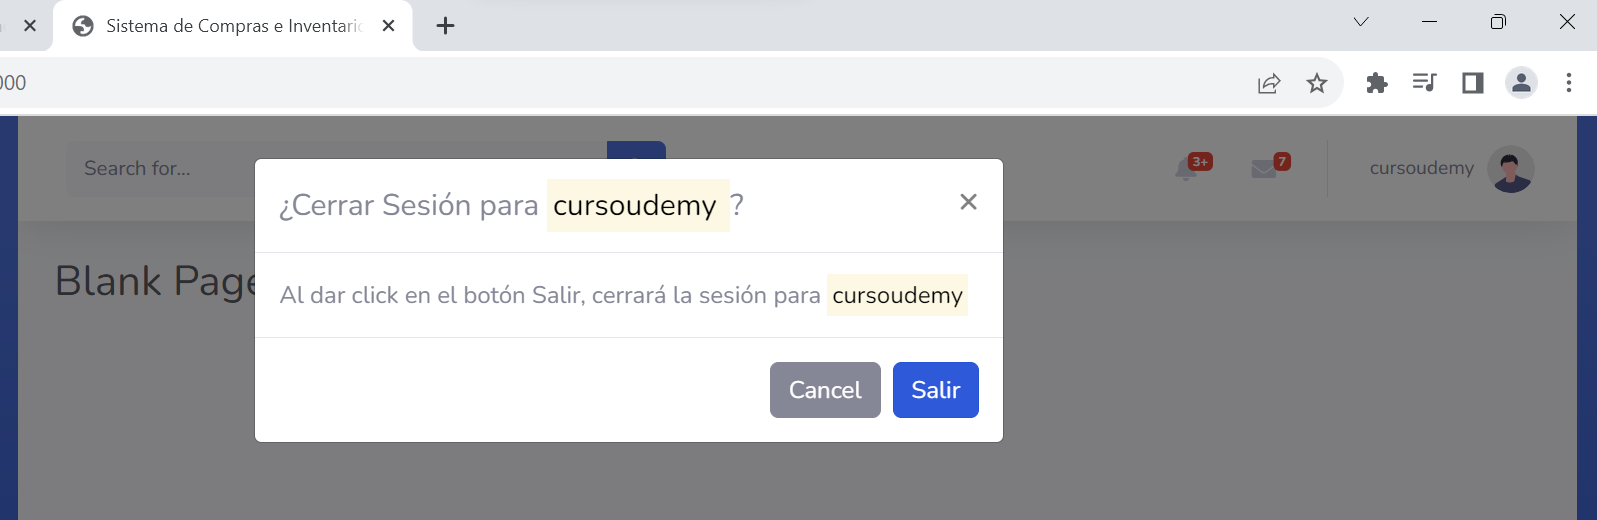 Sistema de Compras e Inventario
000
Search for...
3+
7
cursoudemy
¿Cerrar Sesión para cursoudemy ?
Blank Page
Al dar click en el botón Salir, cerrará la sesión para cursoudemy
Cancel
Salir